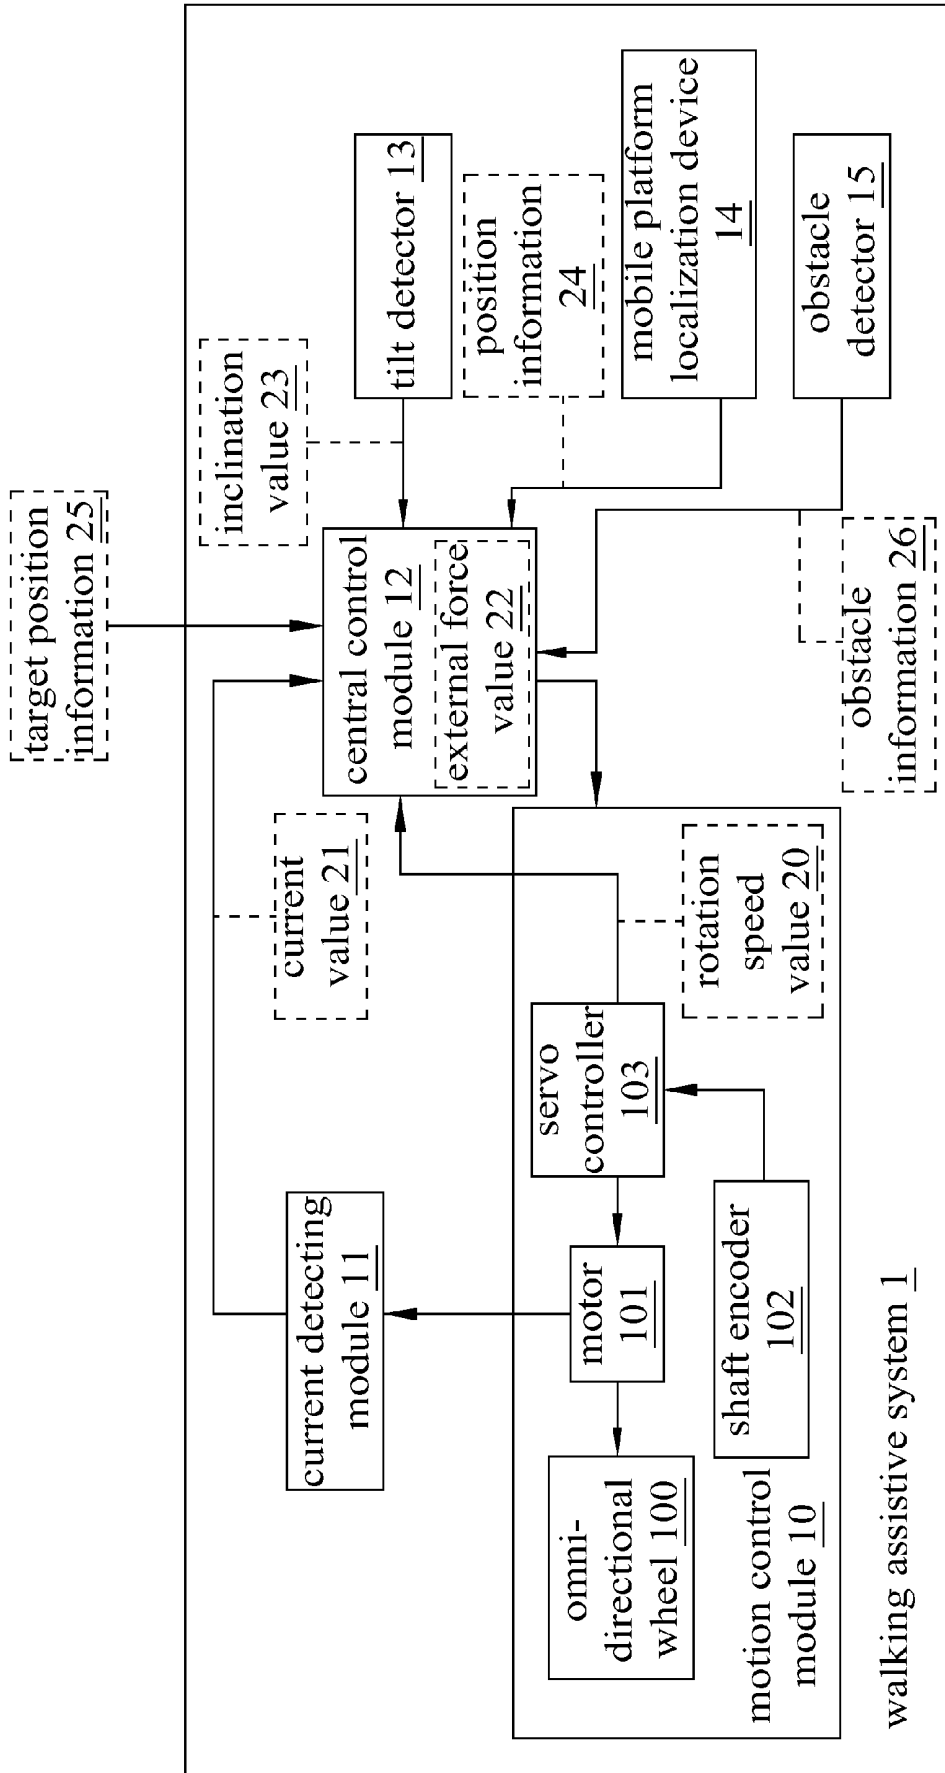 target position
information 25
inclination
value 23
tilt detector 13
position
information
24
mobile platform
localization device
14
obstacle
detector 15
central control
module 12
external force
value 22
obstacle
information 26
current
value 21
current detecting
module 11
rotation
speed
value 20
servo
controller
103
motor
101
shaft encoder
102
omni-
directional
wheel 100
motion control
module 10
walking assistive system 1